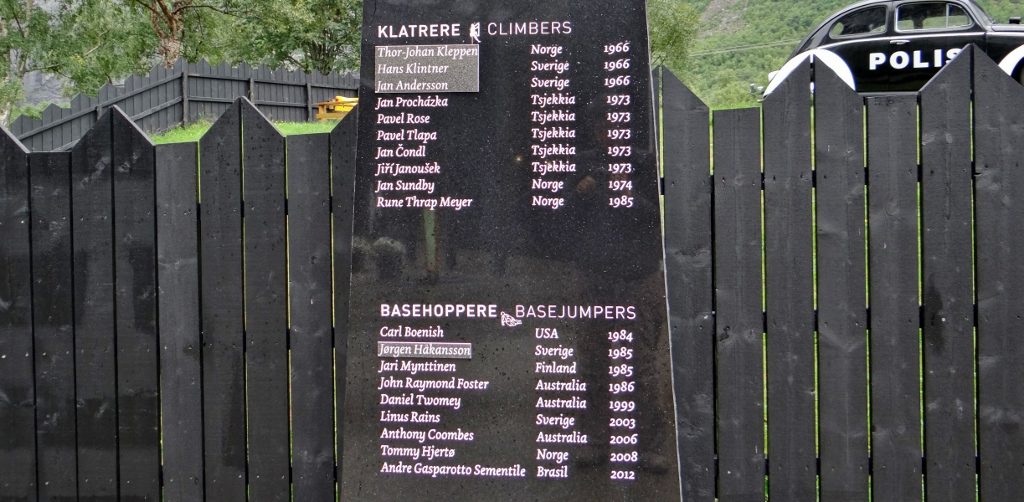 POLIS
KLATRERE CLIMBERS
Thor-Johan Kleppen Norge 1966
Hans Klintner Sverige 1966
Jan Andersson Sverige 1966
Jan Procházka Tsjekkia 1973
Pavel Rose Tsjekkia 1973
Pavel Tlapa Tsjekkia 1973
Jan Čondl Tsjekkia 1973
Jiří Janoušek Tsjekkia 1973
Jan Sundby Norge 1974
Rune Thrap Meyer Norge 1985
BASEHOPPERE BASEJUMPERS
Carl Boenish USA 1984
Jørgen Håkansson Sverige 1985
Jari Mynttinen Finland 1985
John Raymond Foster Australia 1986
Daniel Twomey Australia 1999
Linus Rains Sverige 2003
Anthony Coombes Australia 2006
Tommy Hjertø Norge 2008
Andre Gasparotto Sementile Brasil 2012